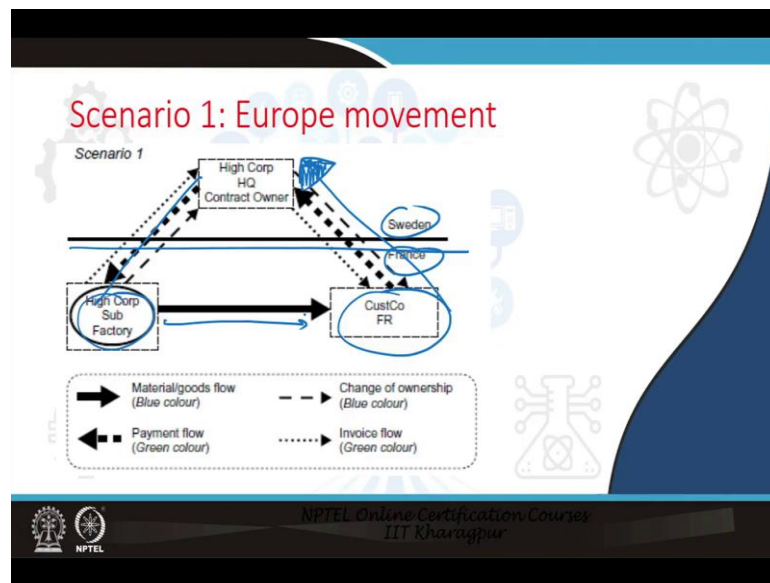 Scenario 1: Europe movement
Scenario 1
High Corp
HQ
Contract Owner
Sweden
France
High Corp
Sub
Factory
CustCo
FR
Material/goods flow
(Blue colour)
Change of ownership
(Blue colour)
Payment flow
(Green colour)
Invoice flow
(Green colour)
NPTEL
NPTEL Online Certification Courses
IIT Kharagpur